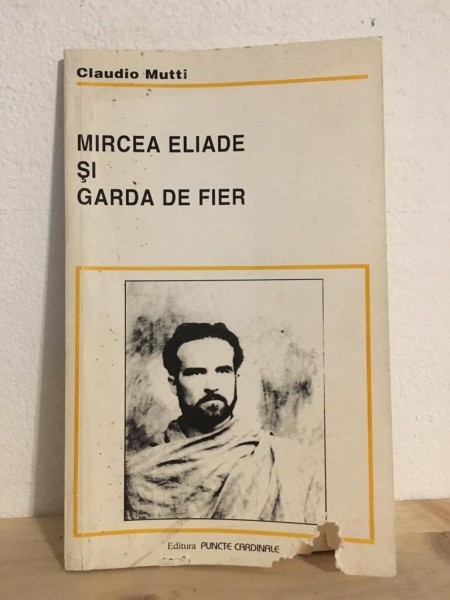 Claudio Mutti
MIRCEA ELIADE
ŞI
GARDA DE FIER
Editura PUNCTE CARDINALE